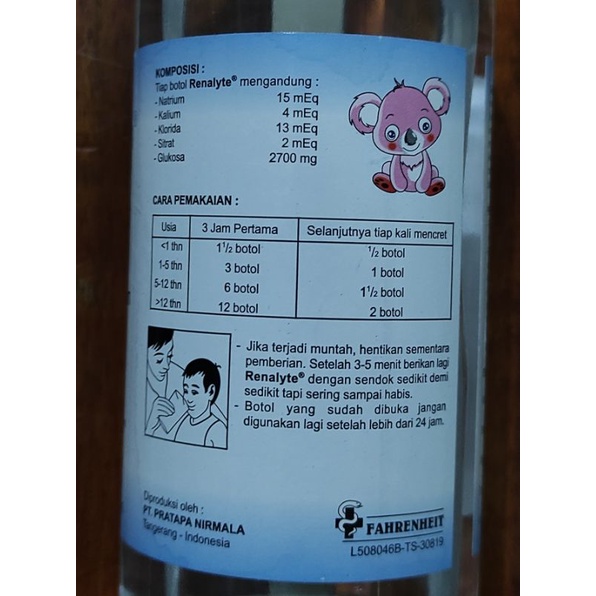 KOMPOSISI :
Tiap botol Renalyte® mengandung :
- Natrium 15 mEq
- Kalium 4 mEq
- Klorida 13 mEq
- Sitrat 2 mEq
- Glukosa 2700 mg
CARA PEMAKAIAN :
Usia 3 Jam Pertama Selanjutnya tiap kali mencret
<1 thn 1 1/2 botol 1/2 botol
1-5 thn 3 botol 1 botol
5-12 thn 6 botol 1 1/2 botol
>12 thn 12 botol 2 botol
- Jika terjadi muntah, hentikan sementara
pemberian. Setelah 3-5 menit berikan lagi
Renalyte® dengan sendok sedikit demi
sedikit tapi sering sampai habis.
- Botol yang sudah dibuka jangan
digunakan lagi setelah lebih dari 24 jam.
Diproduksi oleh :
PT. PRATAPA NIRMALA
Tangerang - Indonesia
FAHRENHEIT
L508046B-TS-30819